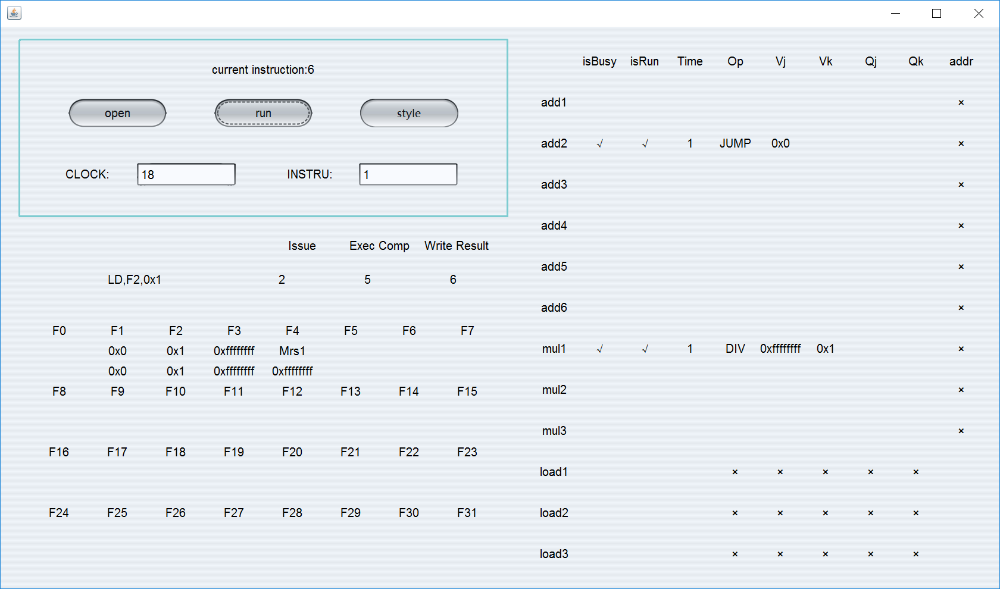 current instruction:6
open run style
CLOCK: 18 INSTRU: 1
Issue Exec Comp Write Result
LD,F2,0x1 2 5 6
F0 F1 F2 F3 F4 F5 F6 F7
0x0 0x1 0xffffffff Mrs1
0x0 0x1 0xffffffff 0xffffffff
F8 F9 F10 F11 F12 F13 F14 F15
F16 F17 F18 F19 F20 F21 F22 F23
F24 F25 F26 F27 F28 F29 F30 F31
isBusy isRun Time Op Vj Vk Qj Qk addr
add1 ×
add2 √ √ 1 JUMP 0x0 ×
add3 ×
add4 ×
add5 ×
add6 ×
mul1 √ √ 1 DIV 0xffffffff 0x1 ×
mul2 ×
mul3 ×
load1 × × × × ×
load2 × × × × ×
load3 × × × × ×